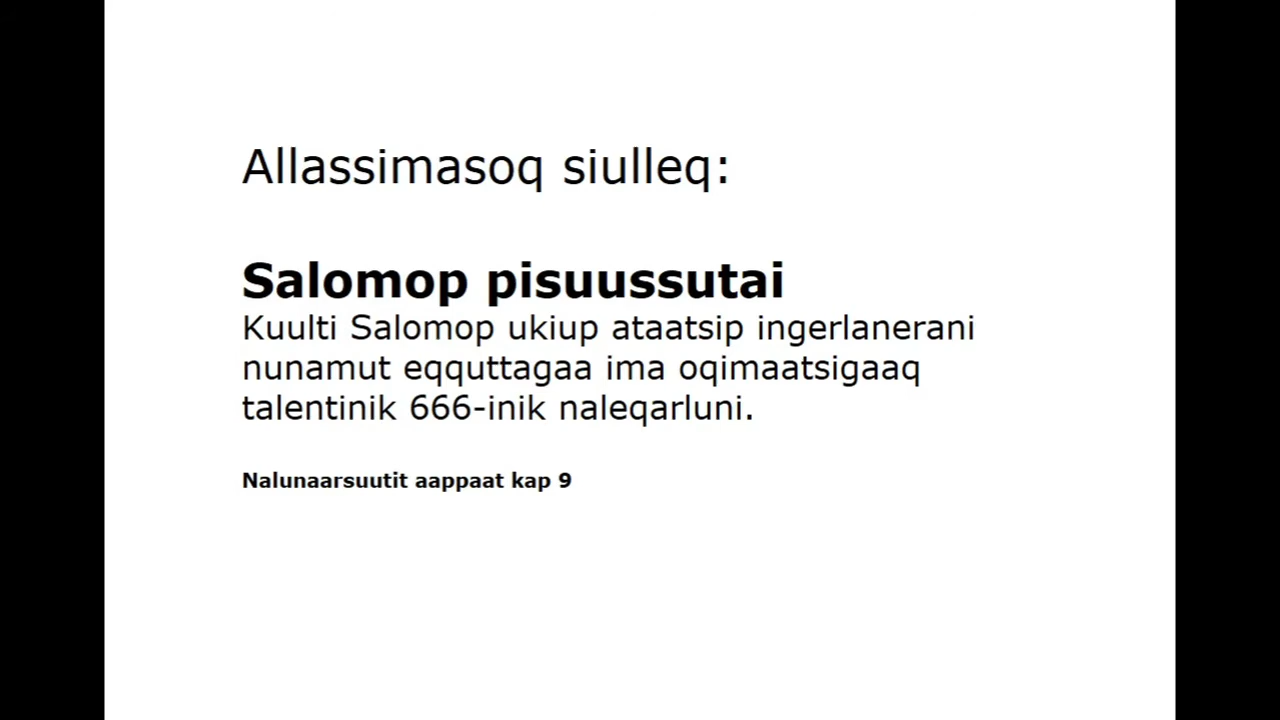 Allassimasoq siulleq:
Salomop pisuussutai
Kuulti Salomop ukiup ataatsip ingerlanerani
nunamut eqquttagaa ima oqimaatsigaaq
talentinik 666-inik naleqarluni.
Nalunaarsuutit aappaat kap 9